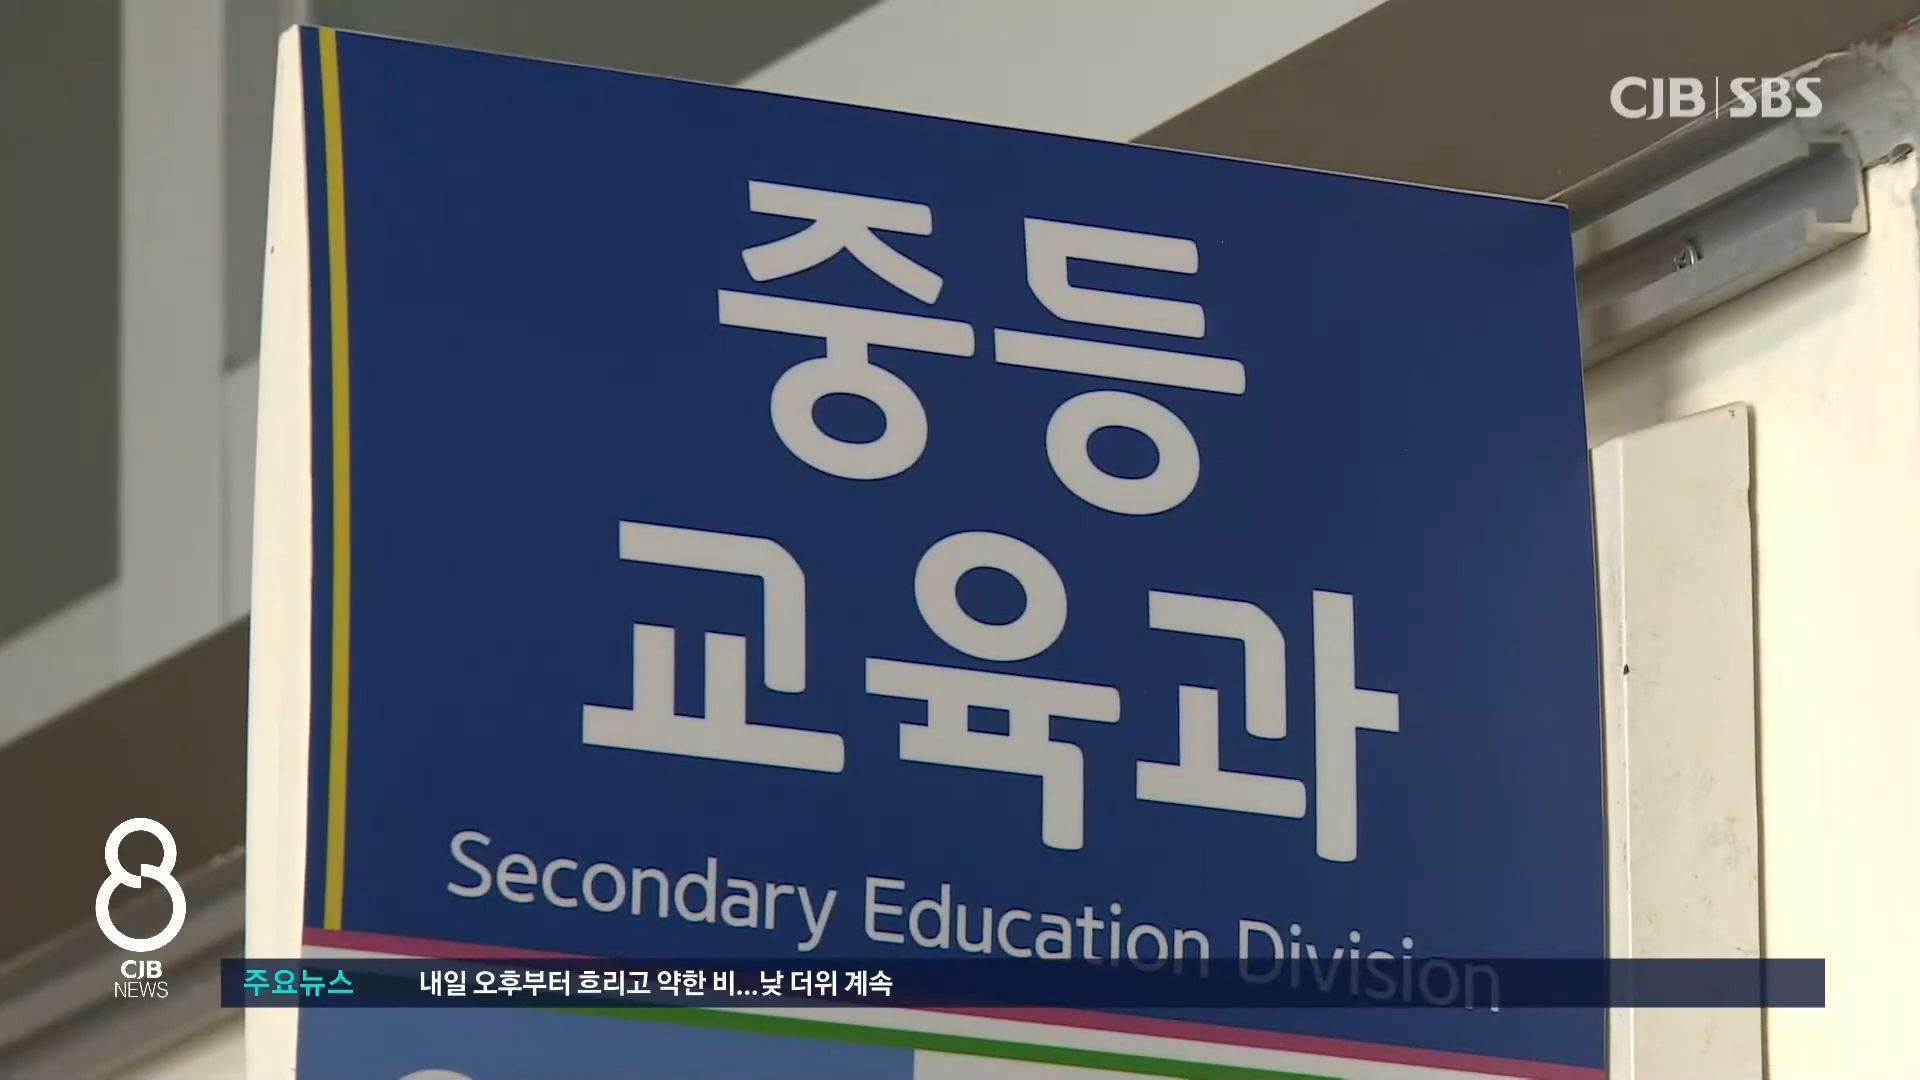 CJB SBS
중등
교육과
Secondary Education Division
8
CJB
NEWS
주요뉴스 내일 오후부터 흐리고 약한 비...낮 더위 계속